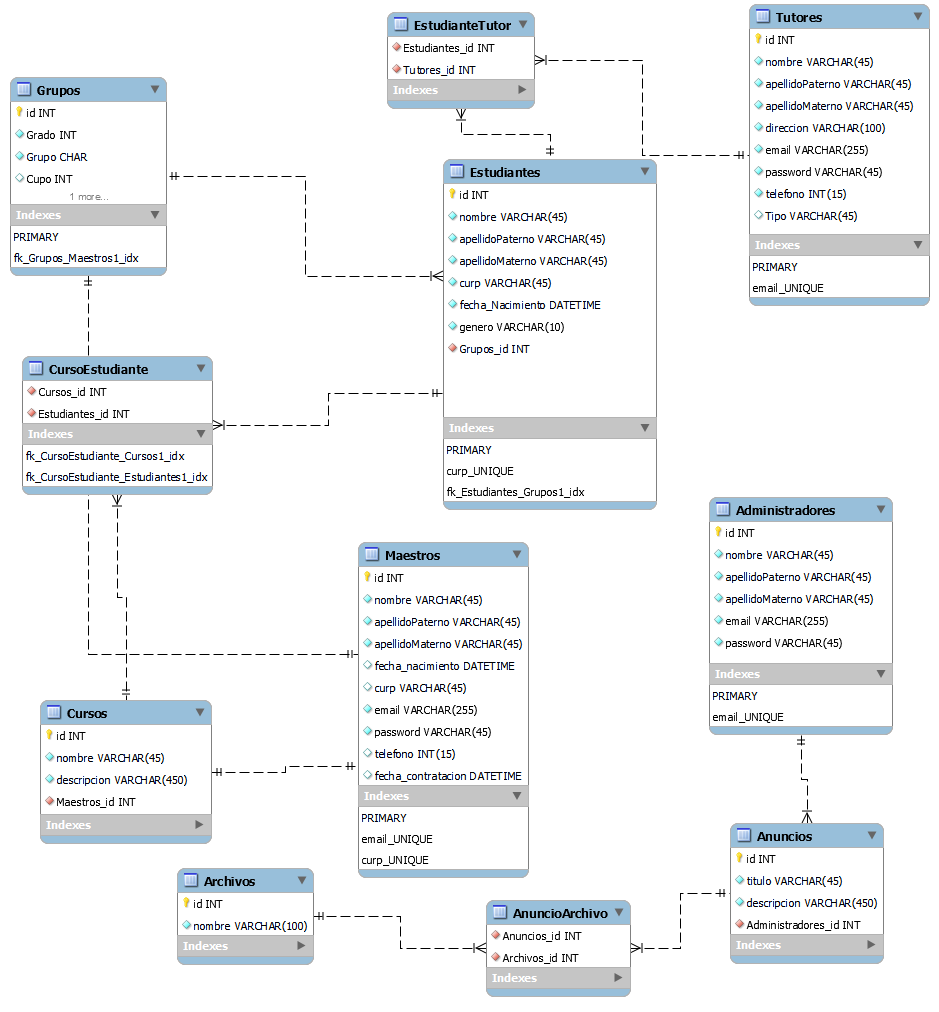 EstudianteTutor
Estudiantes_id INT
Tutores_id INT
Indexes
Tutores
id INT
nombre VARCHAR(45)
apellidoPaterno VARCHAR(45)
apellidoMaterno VARCHAR(45)
direccion VARCHAR(100)
email VARCHAR(255)
password VARCHAR(45)
telefono INT(15)
Tipo VARCHAR(45)
Indexes
PRIMARY
email_UNIQUE
Grupos
id INT
Grado INT
Grupo CHAR
Cupo INT
1 more...
Indexes
PRIMARY
fk_Grupos_Maestros1_idx
Estudiantes
id INT
nombre VARCHAR(45)
apellidoPaterno VARCHAR(45)
apellidoMaterno VARCHAR(45)
curp VARCHAR(45)
fecha_Nacimiento DATETIME
genero VARCHAR(10)
Grupos_id INT
Indexes
PRIMARY
curp_UNIQUE
fk_Estudiantes_Grupos1_idx
CursoEstudiante
Cursos_id INT
Estudiantes_id INT
Indexes
fk_CursoEstudiante_Cursos1_idx
fk_CursoEstudiante_Estudiantes1_idx
Maestros
id INT
nombre VARCHAR(45)
apellidoPaterno VARCHAR(45)
apellidoMaterno VARCHAR(45)
fecha_nacimiento DATETIME
curp VARCHAR(45)
email VARCHAR(255)
password VARCHAR(45)
telefono INT(15)
fecha_contratacion DATETIME
Indexes
PRIMARY
email_UNIQUE
curp_UNIQUE
Administradores
id INT
nombre VARCHAR(45)
apellidoPaterno VARCHAR(45)
apellidoMaterno VARCHAR(45)
email VARCHAR(255)
password VARCHAR(45)
Indexes
PRIMARY
email_UNIQUE
Cursos
id INT
nombre VARCHAR(45)
descripcion VARCHAR(450)
Maestros_id INT
Indexes
Archivos
id INT
nombre VARCHAR(100)
Indexes
AnuncioArchivo
Anuncios_id INT
Archivos_id INT
Indexes
Anuncios
id INT
titulo VARCHAR(45)
descripcion VARCHAR(450)
Administradores_id INT
Indexes